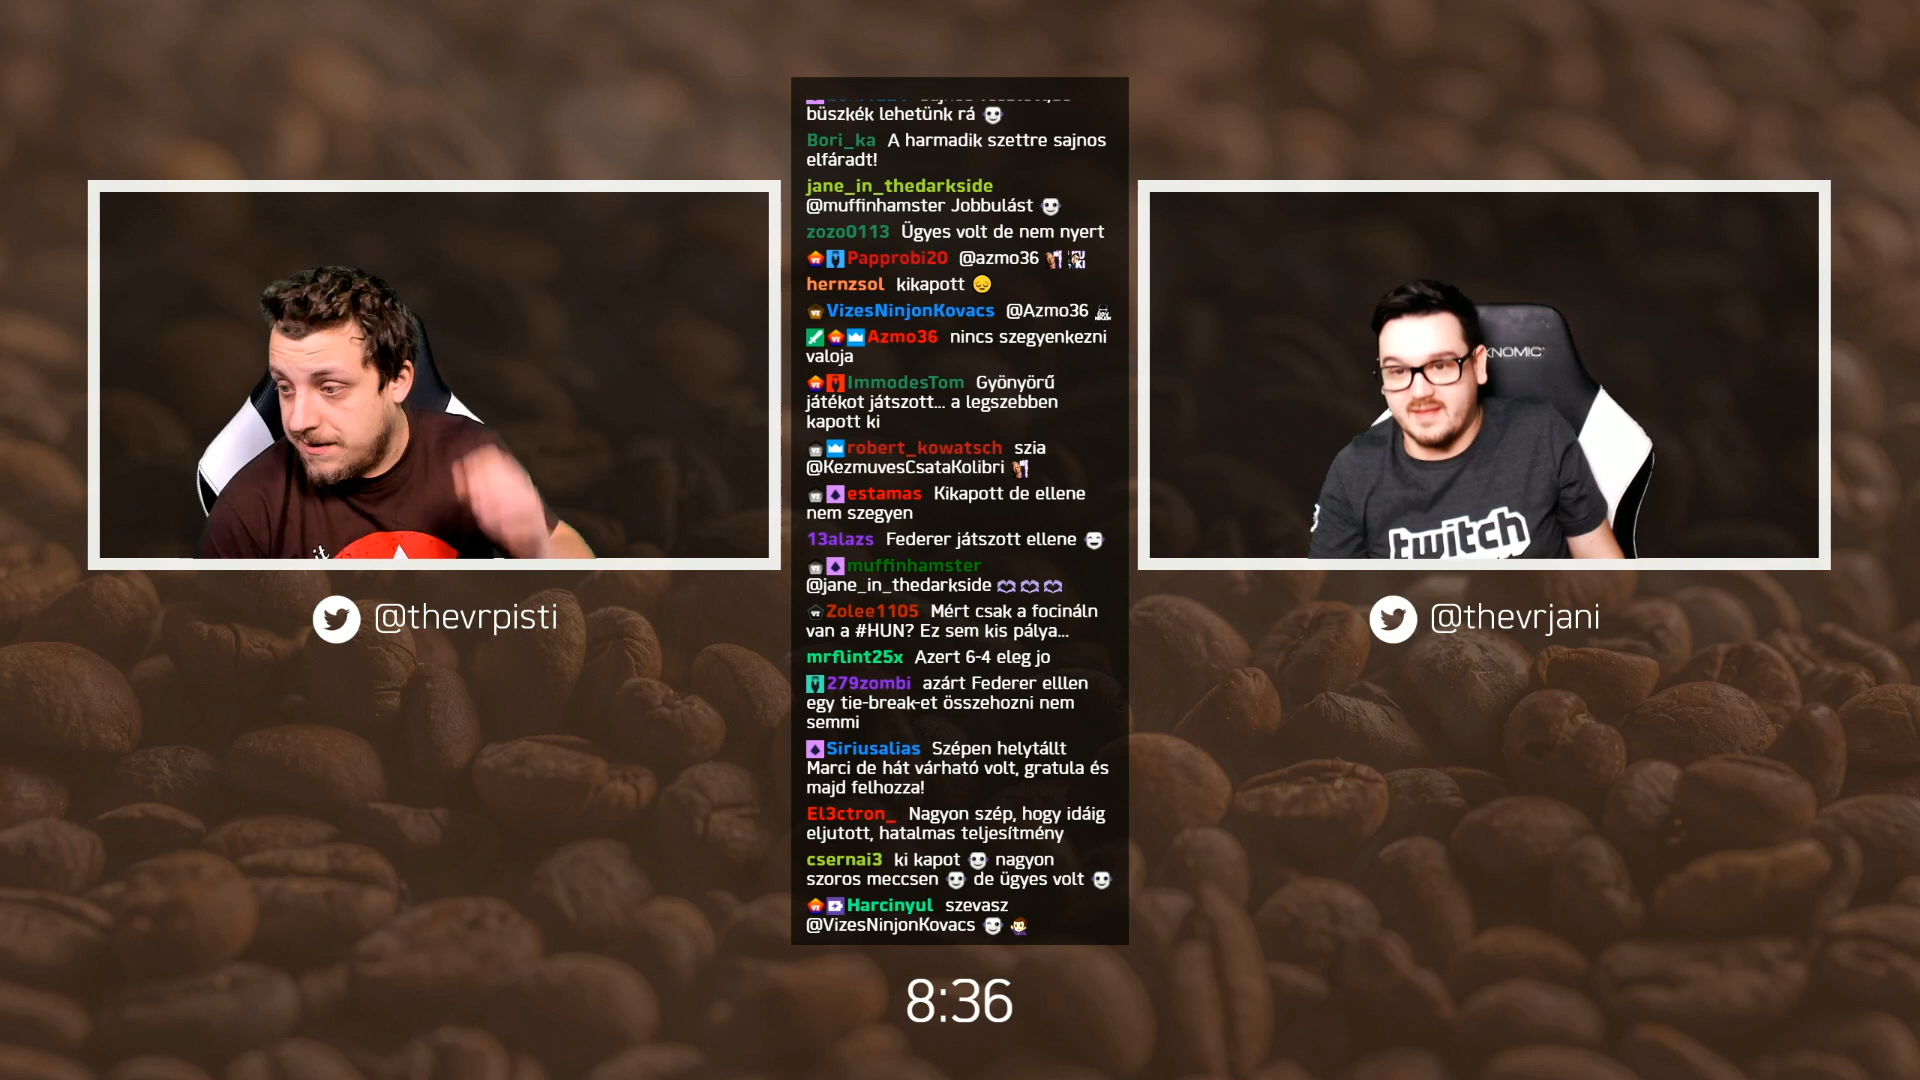 büszkék lehetünk rá
Bori_ka A harmadik szettre sajnos
elfáradt!
jane_in_thedarkside
@muffinhamster Jobbulást
zozo0113 Ügyes volt de nem nyert
Papprobi20 @azmo36
hernzsol kikapott
VizesNinjonKovacs @Azmo36
Azmo36 nincs szegyenkezni
valoja
ImmodesTom Gyönyörű
játékot játszott... a legszebben
kapott ki
robert_kowatsch szia
@KezmuvesCsataKolibri
estamas Kikapott de ellene
nem szegyen
13alazs Federer játszott ellene
muffinhamster
@jane_in_thedarkside
Zolee1105 Mért csak a focináln
van a #HUN? Ez sem kis pálya...
mrflint25x Azert 6-4 eleg jo
279zombi azárt Federer elllen
egy tie-break-et összehozni nem
semmi
Siriusalias Szépen helytállt
Marci de hát várható volt, gratula és
majd felhozza!
El3ctron_ Nagyon szép, hogy idáig
eljutott, hatalmas teljesítmény
csernai3 ki kapot nagyon
szoros meccsen de ügyes volt
Harcinyul szevasz
@VizesNinjonKovacs
8:36
@thevrpisti
@thevrjani
KNOMIC
twitch